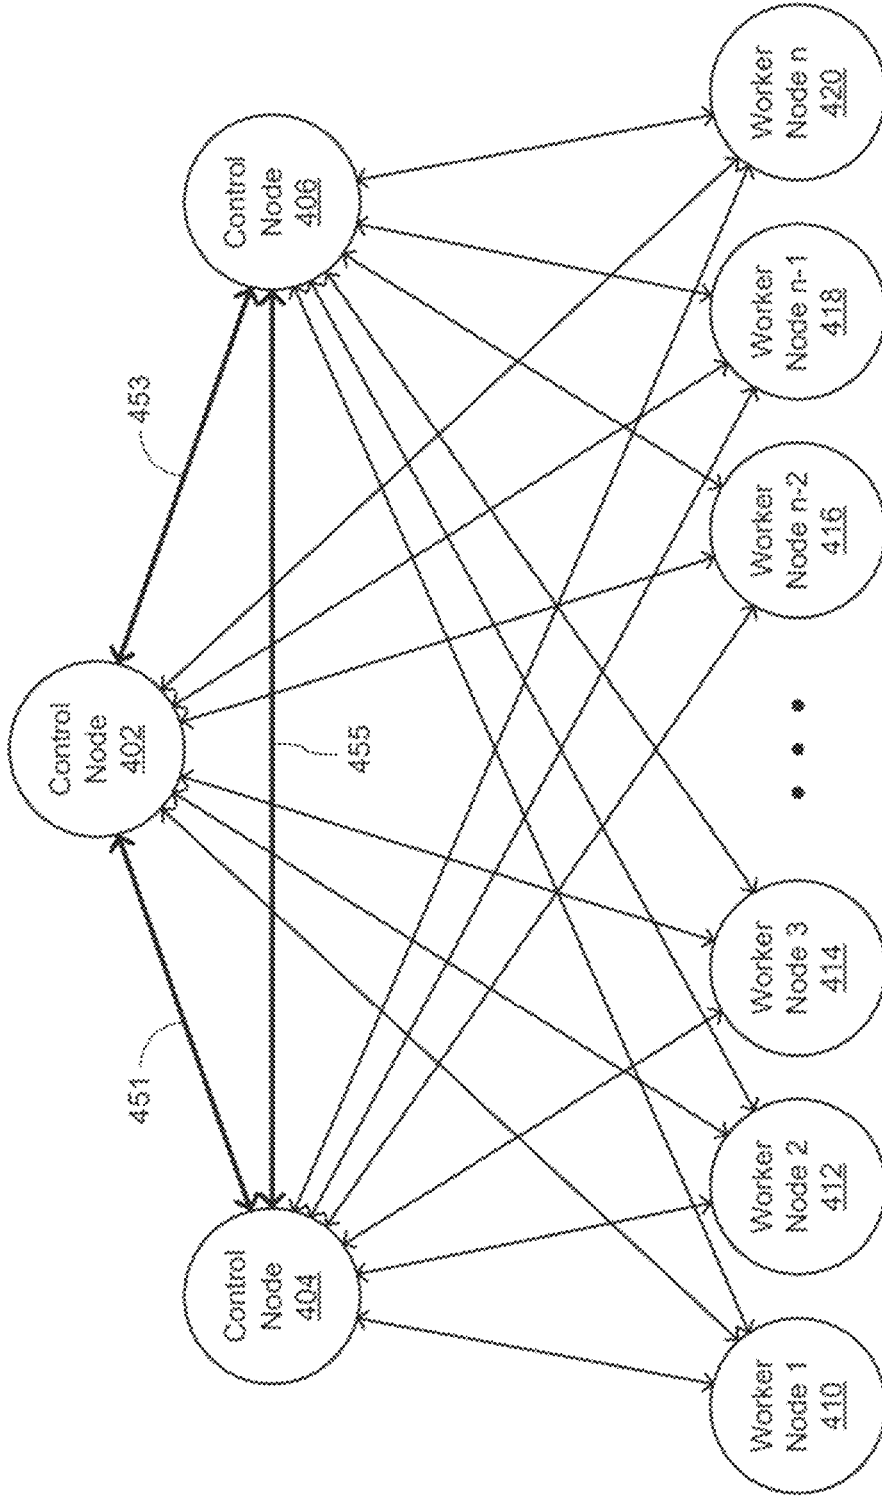 Control
Node
402
451
453
Control
Node
404
Control
Node
406
455
Worker
Node 1
410
Worker
Node 2
412
Worker
Node 3
414
Worker
Node n-2
416
Worker
Node n-1
418
Worker
Node n
420